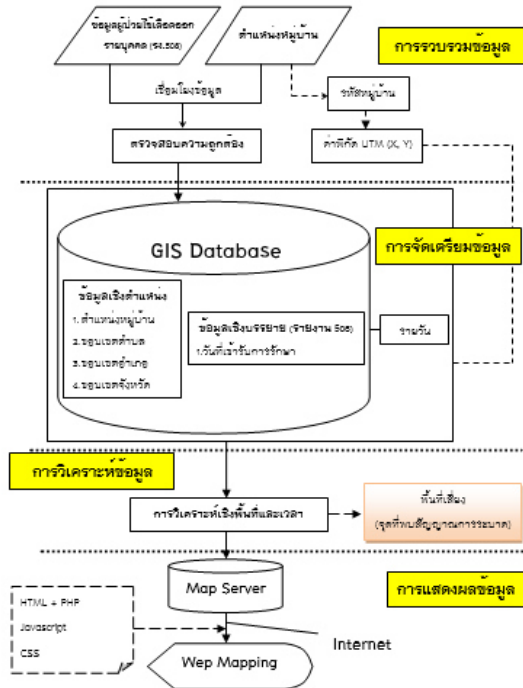 ข้อมูลผู้ป่วยไข้เลือดออก
รายบุคคล (รง.506)
ตำแหน่งหมู่บ้าน
การรวบรวมข้อมูล
เชื่อมโยงข้อมูล
รหัสหมู่บ้าน
ตรวจสอบความถูกต้อง
ค่าพิกัด UTM (X, Y)
GIS Database
การจัดเตรียมข้อมูล
ข้อมูลเชิงตำแหน่ง
1.ตำแหน่งหมู่บ้าน
2.ขอบเขตตำบล
3.ขอบเขตอำเภอ
4.ขอบเขตจังหวัด
ข้อมูลเชิงบรรยาย (รายงาน 506)
1.วันที่เข้ารับการรักษา
รายวัน
การวิเคราะห์ข้อมูล
การวิเคราะห์เชิงพื้นที่และเวลา
พื้นที่เสี่ยง
(จุดที่พบสัญญาณการระบาด)
Map Server
การแสดงผลข้อมูล
HTML + PHP
Javascript
CSS
Internet
Wep Mapping